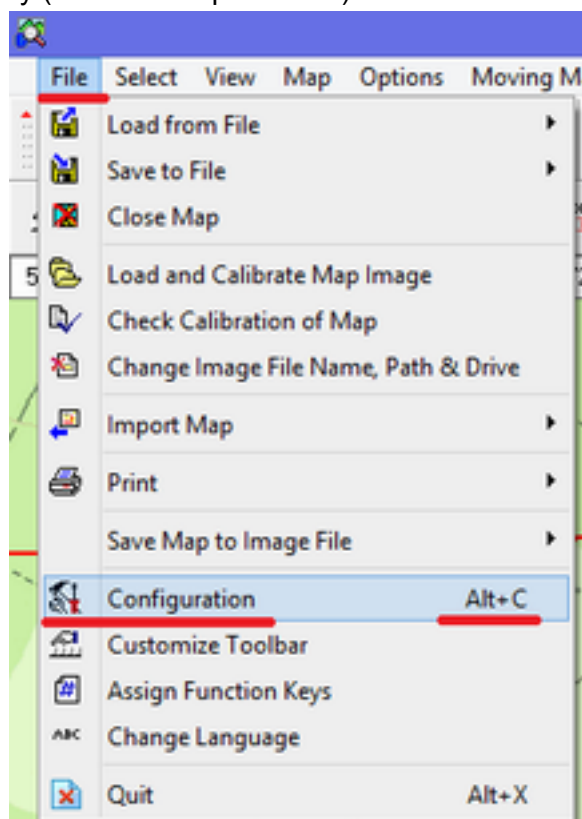 File Select View Map Options Moving M
Load from File
Save to File
Close Map
5
Load and Calibrate Map Image
Check Calibration of Map
Change Image File Name, Path & Drive
Import Map
Print
Save Map to Image File
Configuration Alt+C
Customize Toolbar
Assign Function Keys
ABC Change Language
Quit Alt+X